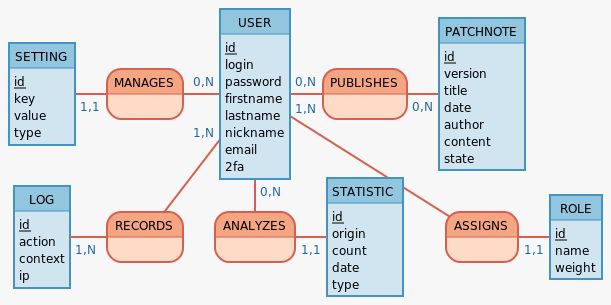 USER
id
login
password
firstname
lastname
nickname
email
2fa
PATCHNOTE
id
version
title
date
author
content
state
SETTING
id
key
value
type
MANAGES
1,1
0,N
PUBLISHES
0,N
0,N
1,N
1,N
LOG
id
action
context
ip
RECORDS
1,N
0,N
ANALYZES
1,1
STATISTIC
id
origin
count
date
type
ASSIGNS
1,1
ROLE
id
name
weight